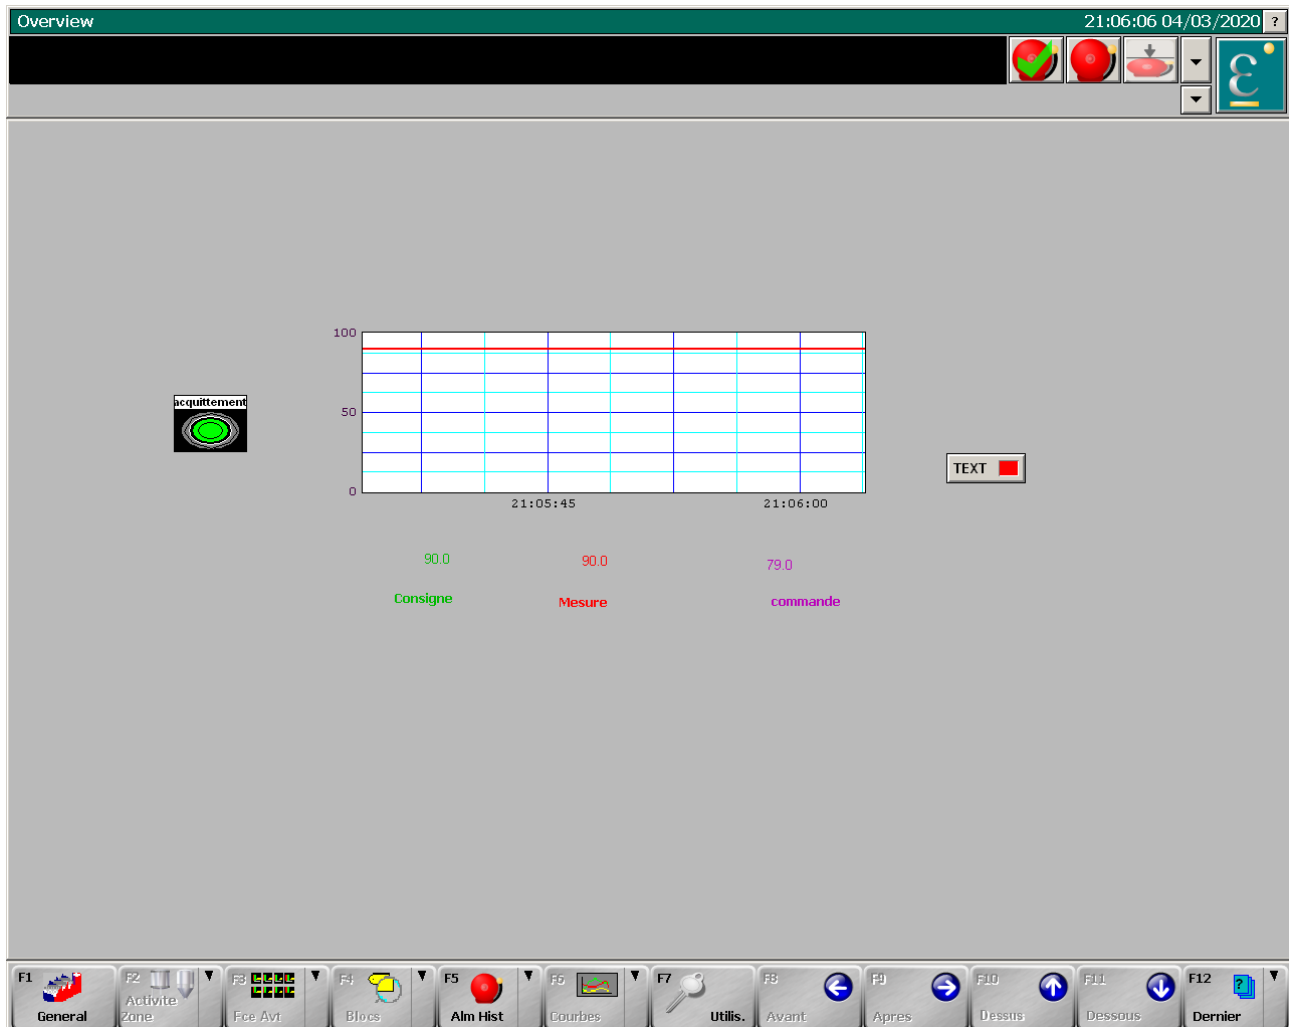 Overview
21:06:06 04/03/2020 ?
100
acquittement
50
TEXT
0
21:05:45 21:06:00
90.0 90.0 79.0
Consigne Mesure commande
F1 General
F2 Activite Zone
F3 Fce Avt
F4 Blocs
F5 Alm Hist
F6 Courbes
F7 Utilis.
F8 Avant
F9 Apres
F10 Dessus
F11 Dessous
F12 Dernier